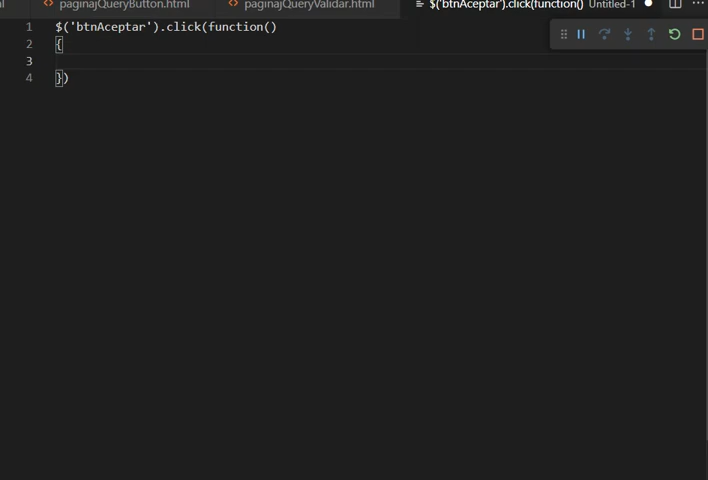 paginajQueryButton.html paginajQueryValidar.html $('btnAceptar').click(function() Untitled-1
1 $('btnAceptar').click(function()
2 {
3
4 })